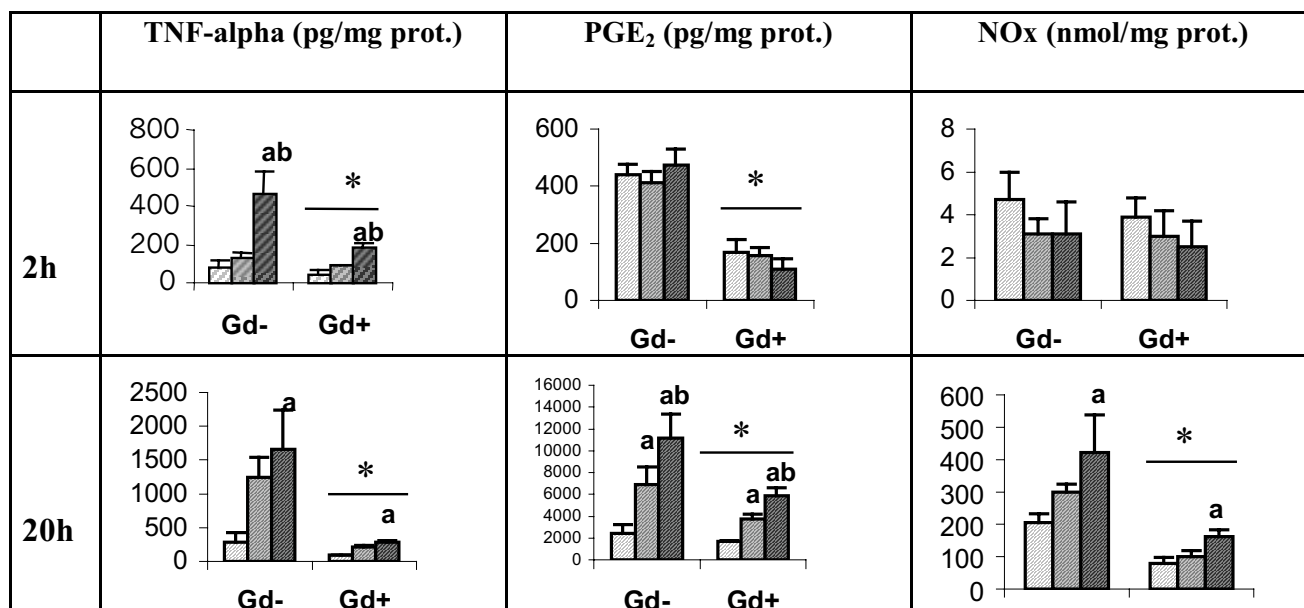 TNF-alpha (pg/mg prot.)
PGE₂ (pg/mg prot.)
NOx (nmol/mg prot.)
2h
800
600
400
200
0
ab
*
ab
Gd-
Gd+
600
400
200
0
*
Gd-
Gd+
8
6
4
2
0
Gd-
Gd+
20h
2500
2000
1500
1000
500
0
a
*
a
Gd-
Gd+
16000
14000
12000
10000
8000
6000
4000
2000
0
a
ab
*
a
ab
Gd-
Gd+
600
500
400
300
200
100
0
a
*
a